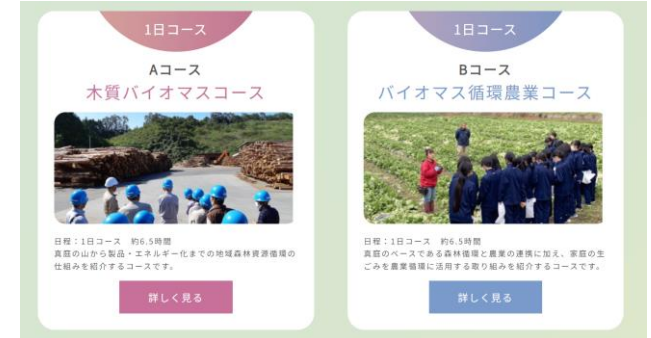 1日コース
Aコース
木質バイオマスコース
日程：1日コース　約6.5時間
真庭の山から製品・エネルギー化までの地域森林資源循環の
仕組みを紹介するコースです。
詳しく見る
1日コース
Bコース
バイオマス循環農業コース
日程：1日コース　約6.5時間
真庭のベースである森林循環と農業の連携に加え、家庭の生
ごみを農業循環に活用する取り組みを紹介するコースです。
詳しく見る